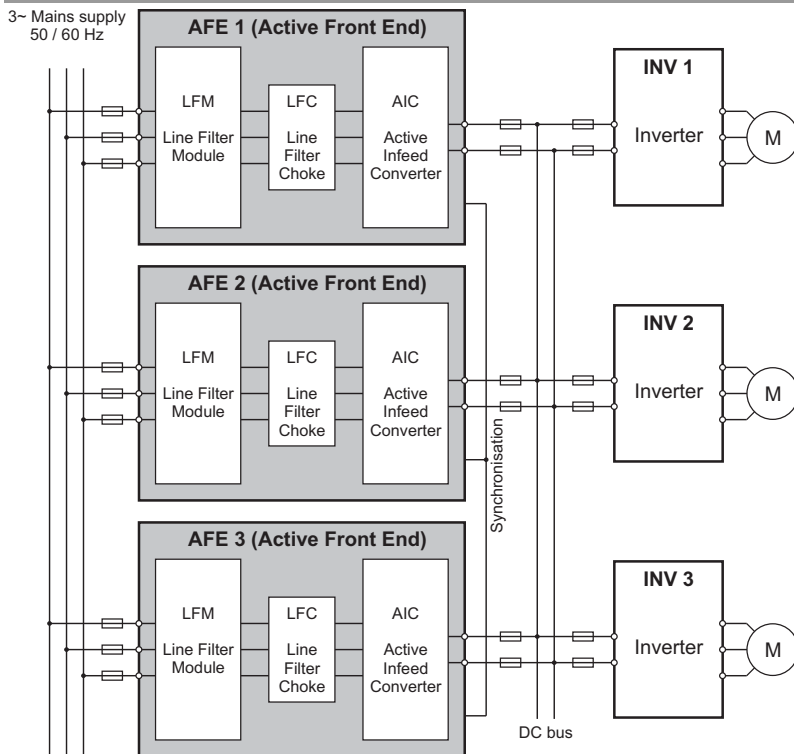 3~ Mains supply
50 / 60 Hz
AFE 1 (Active Front End)
LFM
Line Filter
Module
LFC
Line
Filter
Choke
AIC
Active
Infeed
Converter
INV 1
Inverter
M
AFE 2 (Active Front End)
LFM
Line Filter
Module
LFC
Line
Filter
Choke
AIC
Active
Infeed
Converter
Synchronisation
INV 2
Inverter
M
AFE 3 (Active Front End)
LFM
Line Filter
Module
LFC
Line
Filter
Choke
AIC
Active
Infeed
Converter
INV 3
Inverter
M
DC bus